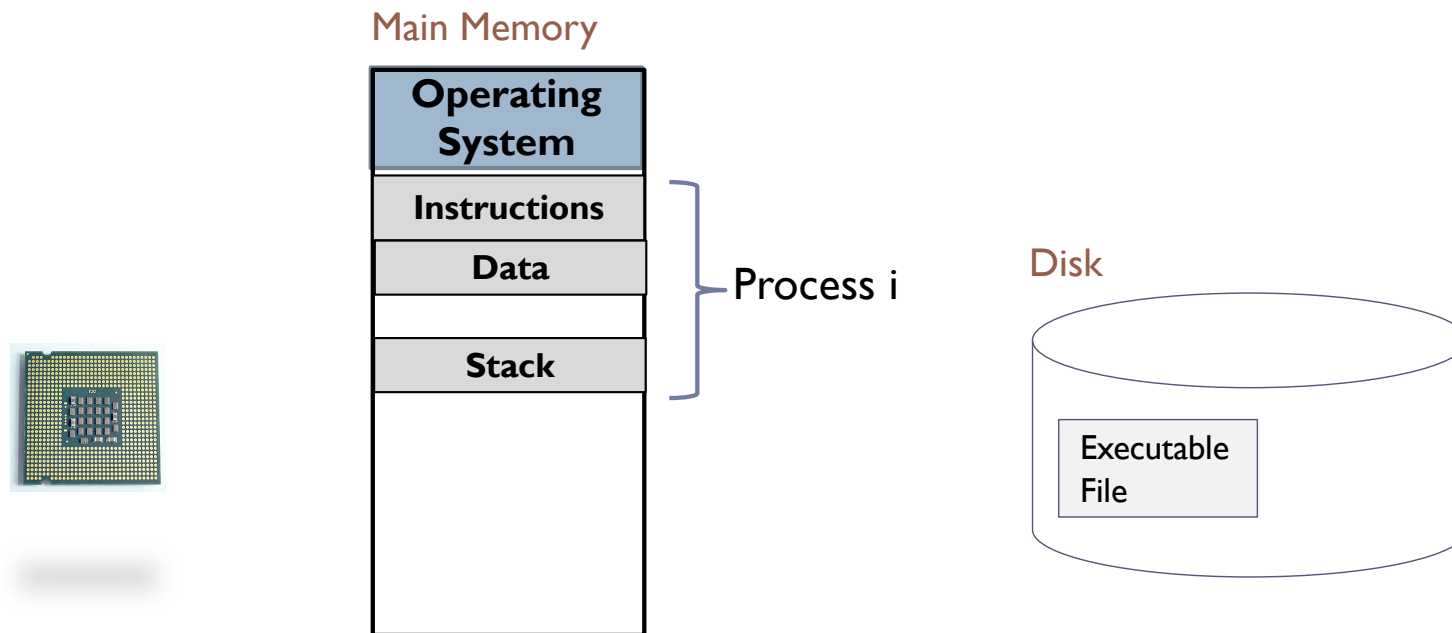 Main Memory
Operating
System
Instructions
Data
Process i
Disk
Stack
Executable
File